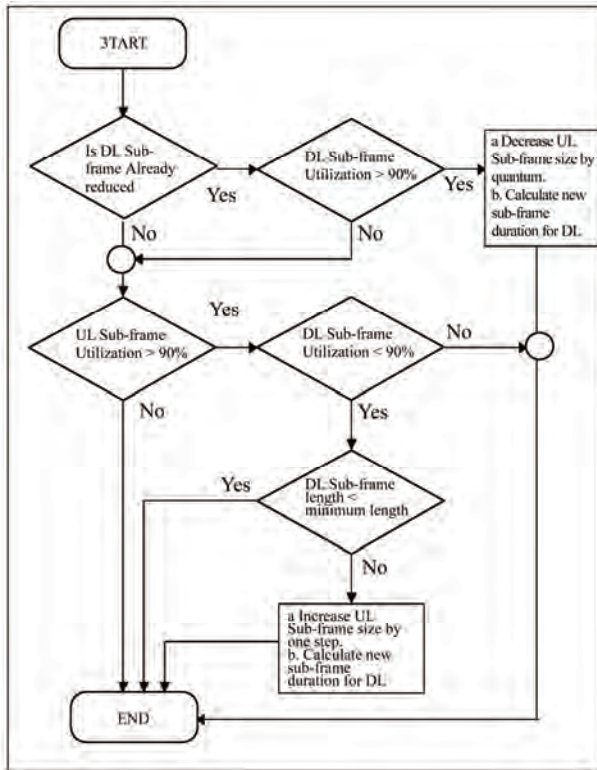 3TART
Is DL Sub-
frame Already
reduced
Yes
DL Sub-frame
Utilization > 90%
Yes
a Decrease UL
Sub-frame size by
quantum.
b. Calculate new
sub-frame
duration for DL
No
No
UL Sub-frame
Utilization > 90%
Yes
DL Sub-frame
Utilization < 90%
No
No
Yes
DL Sub-frame
length <
minimum length
Yes
No
a Increase UL
Sub-frame size by
one step.
b. Calculate new
sub-frame
duration for DL
END